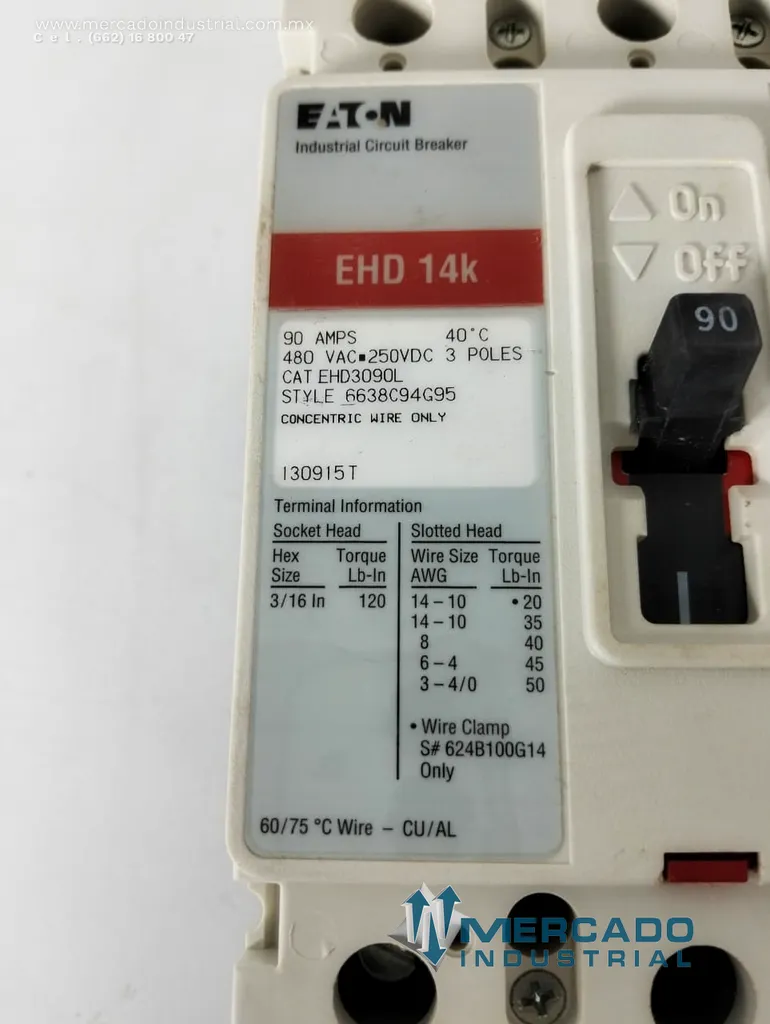 www.mercadoindustrial.com.mx
Cel. (662) 16 800 47
EATON
Industrial Circuit Breaker
EHD 14k
90 AMPS 40°C
480 VAC▪250VDC 3 POLES
CAT EHD3090L
STYLE 6638C94G95
CONCENTRIC WIRE ONLY
130915T
Terminal Information
Socket Head
Hex Torque
Size Lb-In
3/16 In 120
Slotted Head
Wire Size Torque
AWG Lb-In
14–10 •20
14–10 35
8 40
6–4 45
3–4/0 50
• Wire Clamp
S# 624B100G14
Only
60/75 °C Wire – CU/AL
On
Off
90
MERCADO
INDUSTRIAL